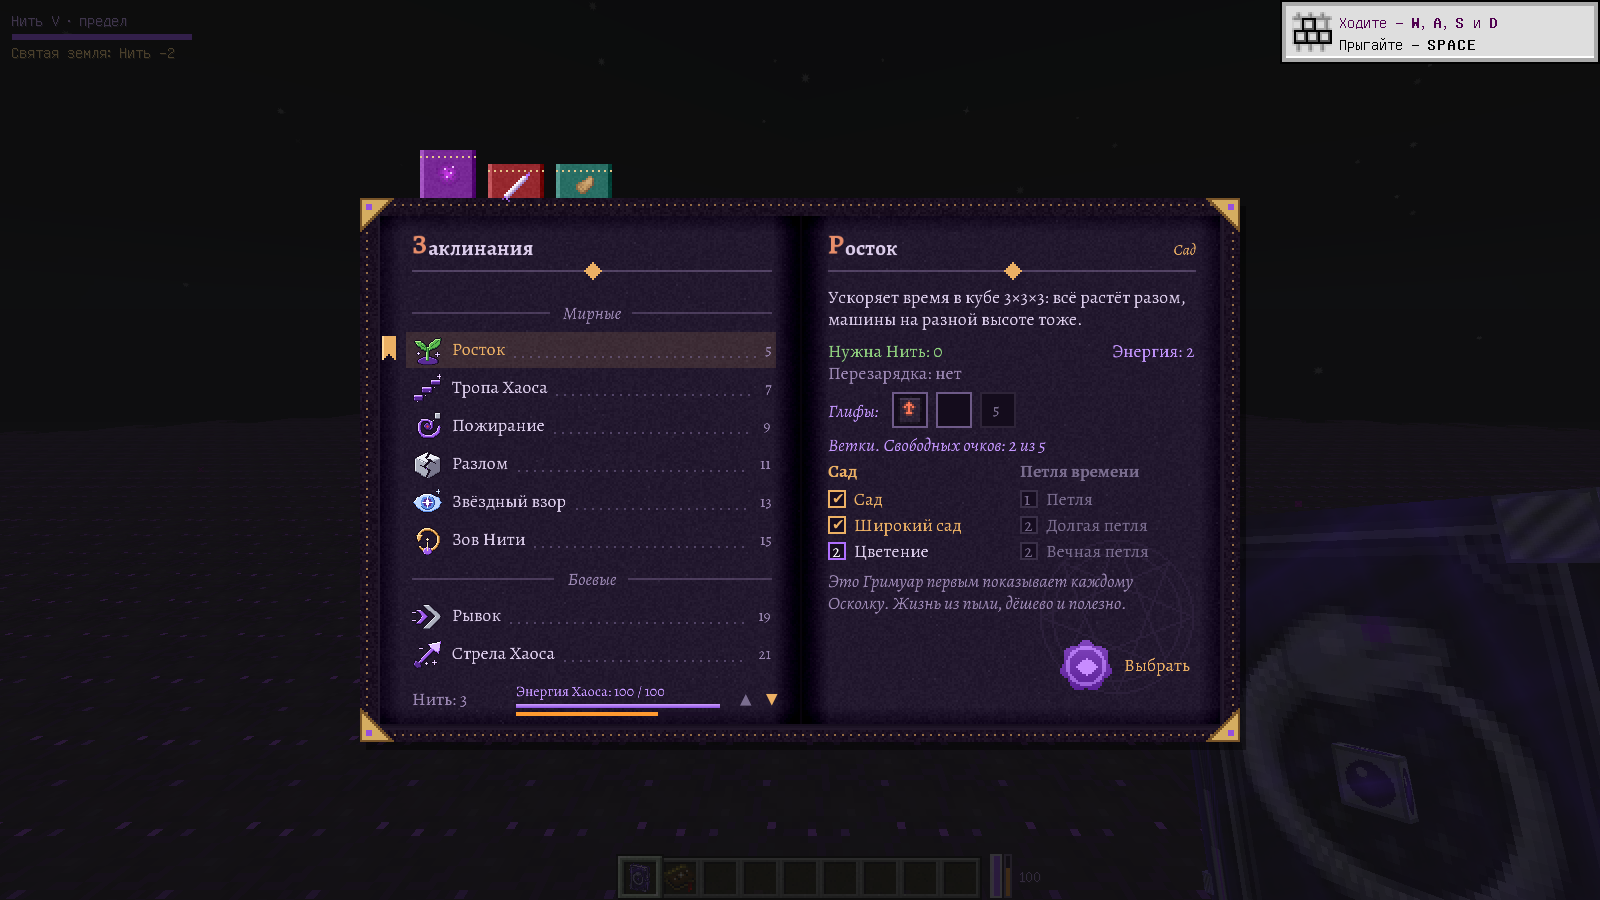 Нить V · предел
Святая земля: Нить -2
Ходите – W, A, S и D
Прыгайте – SPACE
Заклинания
Мирные
Росток 5
Тропа Хаоса 7
Пожирание 9
Разлом 11
Звёздный взор 13
Зов Нити 15
Боевые
Рывок 19
Стрела Хаоса 21
Нить: 3
Энергия Хаоса: 100 / 100
Росток
Сад
Ускоряет время в кубе 3×3×3: всё растёт разом,
машины на разной высоте тоже.
Нужна Нить: 0
Энергия: 2
Перезарядка: нет
Глифы: 5
Ветки. Свободных очков: 2 из 5
Сад
Сад
Широкий сад
2 Цветение
Петля времени
1 Петля
2 Долгая петля
2 Вечная петля
Это Гримуар первым показывает каждому
Осколку. Жизнь из пыли, дёшево и полезно.
Выбрать
100